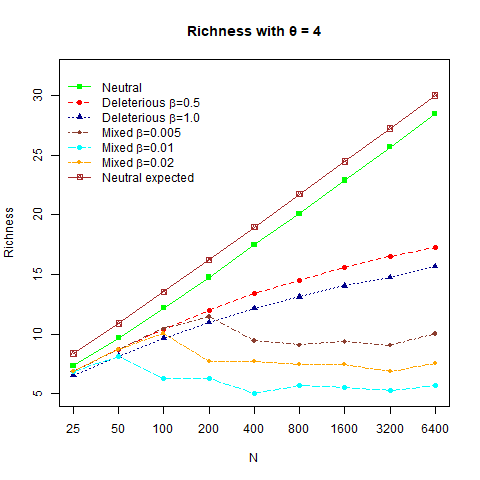 Richness with θ = 4
Richness
30
25
20
15
10
5
Neutral
Deleterious β=0.5
Deleterious β=1.0
Mixed β=0.005
Mixed β=0.01
Mixed β=0.02
Neutral expected
25 50 100 200 400 800 1600 3200 6400
N